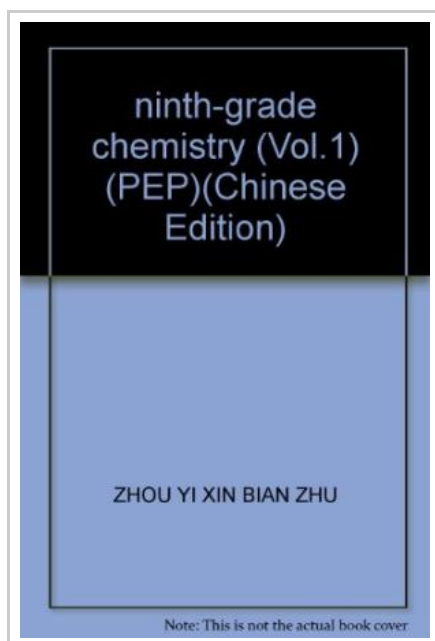 ninth-grade
chemistry (Vol.1)
(PEP)(Chinese
Edition)
ZHOU YI XIN BIAN ZHU
Note: This is not the actual book cover